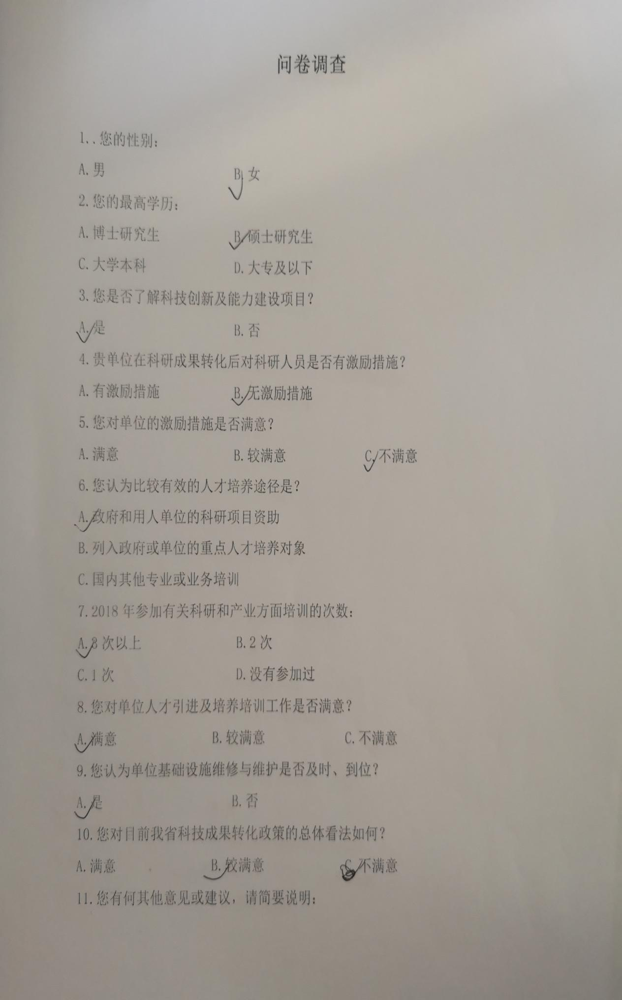 问卷调查
1..您的性别：
A.男 B.女
2.您的最高学历：
A.博士研究生 B.硕士研究生
C.大学本科 D.大专及以下
3.您是否了解科技创新及能力建设项目？
A.是 B.否
4.贵单位在科研成果转化后对科研人员是否有激励措施？
A.有激励措施 B.无激励措施
5.您对单位的激励措施是否满意？
A.满意 B.较满意 C.不满意
6.您认为比较有效的人才培养途径是？
A.政府和用人单位的科研项目资助
B.列入政府或单位的重点人才培养对象
C.国内其他专业或业务培训
7.2018年参加有关科研和产业方面培训的次数：
A.3次以上 B.2次
C.1次 D.没有参加过
8.您对单位人才引进及培养培训工作是否满意？
A.满意 B.较满意 C.不满意
9.您认为单位基础设施维修与维护是否及时、到位？
A.是 B.否
10.您对目前我省科技成果转化政策的总体看法如何？
A.满意 B.较满意 C.不满意
11.您有何其他意见或建议，请简要说明：